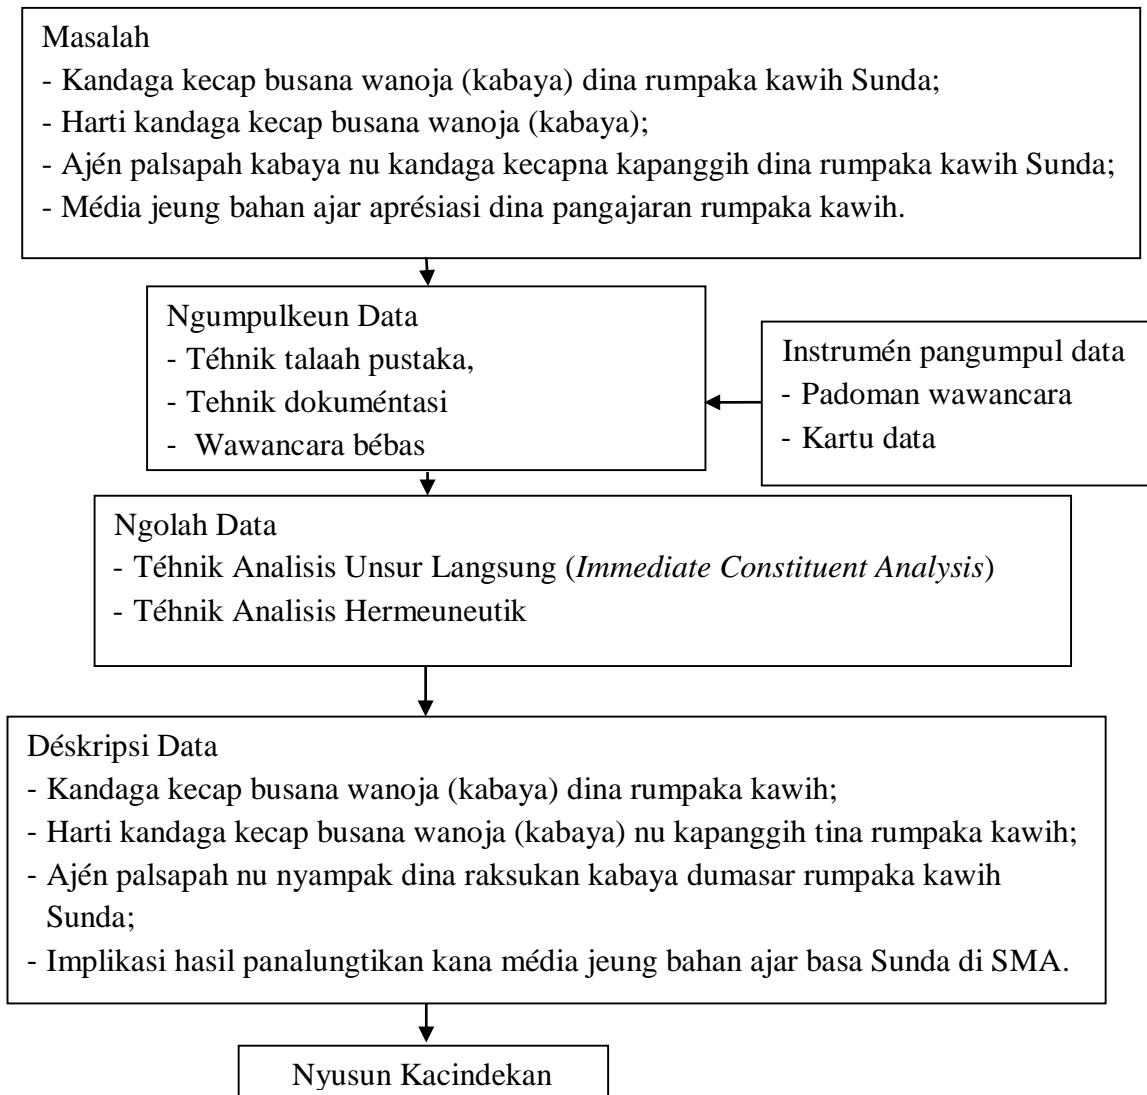 Masalah
- Kandaga kecap busana wanoja (kabaya) dina rumpaka kawih Sunda;
- Harti kandaga kecap busana wanoja (kabaya);
- Ajén palsapah kabaya nu kandaga kecapna kapanggih dina rumpaka kawih Sunda;
- Média jeung bahan ajar aprésiasi dina pangajaran rumpaka kawih.
Ngumpulkeun Data
- Téhnik talaah pustaka,
- Tehnik dokuméntasi
- Wawancara bébas
Instrumén pangumpul data
- Padoman wawancara
- Kartu data
Ngolah Data
- Téhnik Analisis Unsur Langsung (Immediate Constituent Analysis)
- Téhnik Analisis Hermeuneutik
Déskripsi Data
- Kandaga kecap busana wanoja (kabaya) dina rumpaka kawih;
- Harti kandaga kecap busana wanoja (kabaya) nu kapanggih tina rumpaka kawih;
- Ajén palsapah nu nyampak dina raksukan kabaya dumasar rumpaka kawih
Sunda;
- Implikasi hasil panalungtikan kana média jeung bahan ajar basa Sunda di SMA.
Nyusun Kacindekan